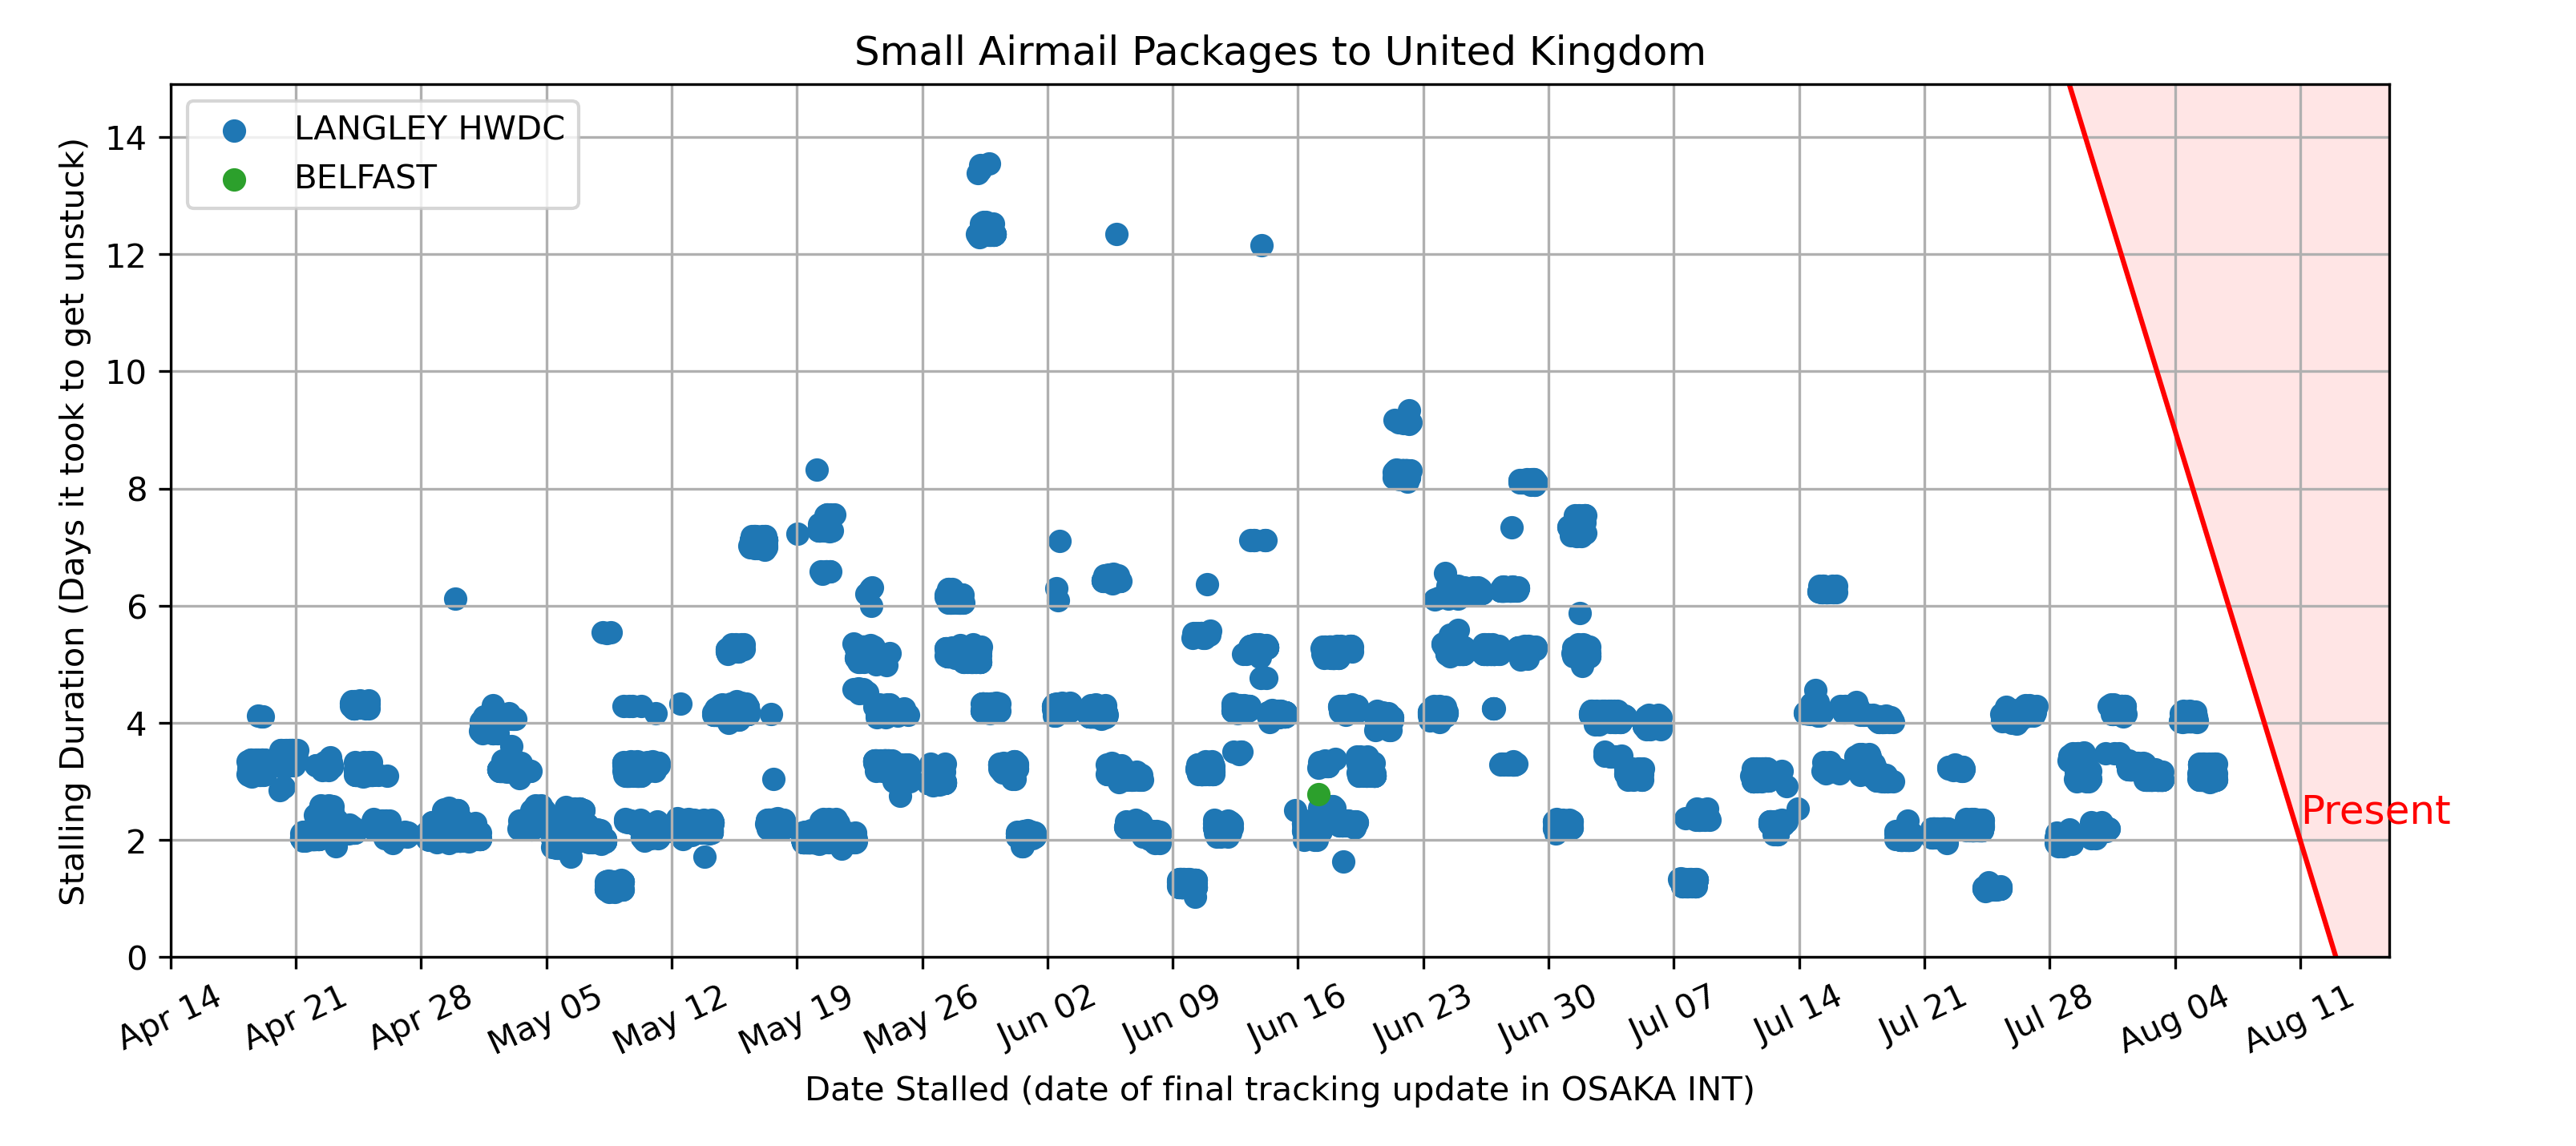 Small Airmail Packages to United Kingdom
LANGLEY HWDC
BELFAST
Stalling Duration (Days it took to get unstuck)
14
12
10
8
6
4
2
0
Present
Apr 14
Apr 21
Apr 28
May 05
May 12
May 19
May 26
Jun 02
Jun 09
Jun 16
Jun 23
Jun 30
Jul 07
Jul 14
Jul 21
Jul 28
Aug 04
Aug 11
Date Stalled (date of final tracking update in OSAKA INT)